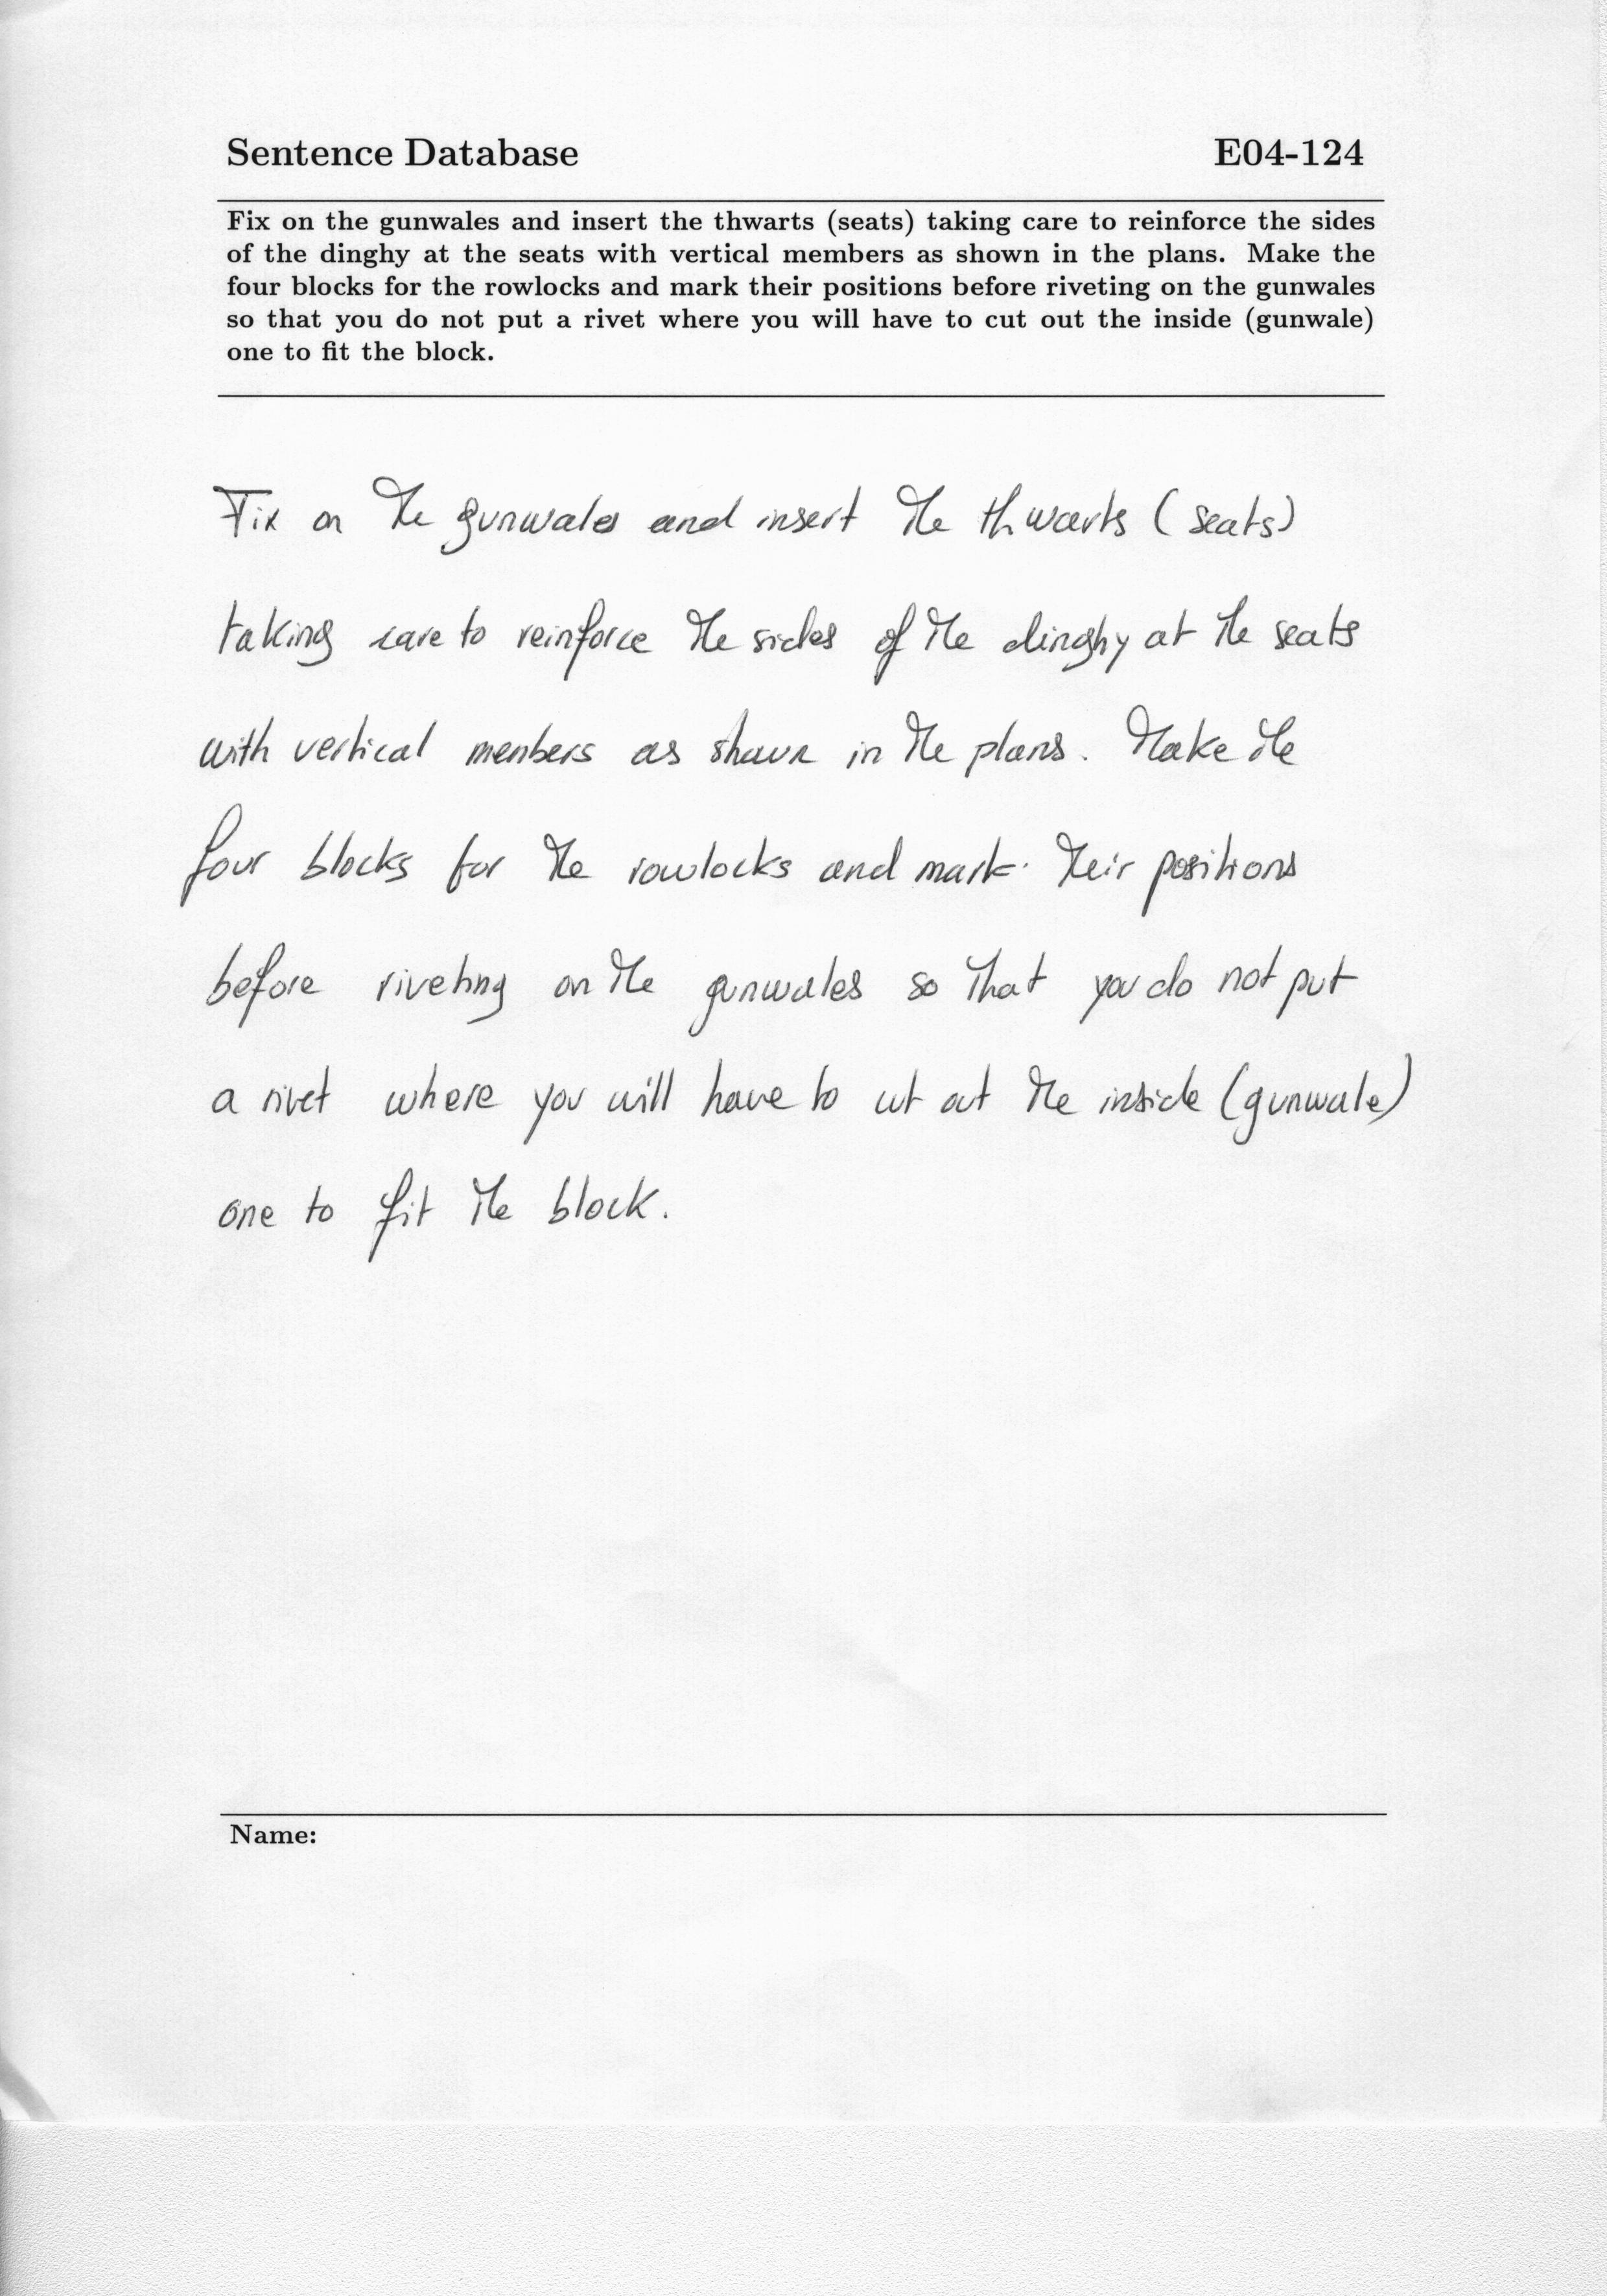 Sentence Database E04-124
Fix on the gunwales and insert the thwarts (seats) taking care to reinforce the sides
of the dinghy at the seats with vertical members as shown in the plans. Make the
four blocks for the rowlocks and mark their positions before riveting on the gunwales
so that you do not put a rivet where you will have to cut out the inside (gunwale)
one to fit the block.
Fix on the gunwales and insert the thwarts (seats)
taking care to reinforce the sides of the dinghy at the seats
with vertical menbers as shown in the plans. Make the
four blocks for the rowlocks and mark their positions
before riveting on the gunwales so that you do not put
a rivet where you will have to cut out the inside (gunwale)
one to fit the block.
Name: